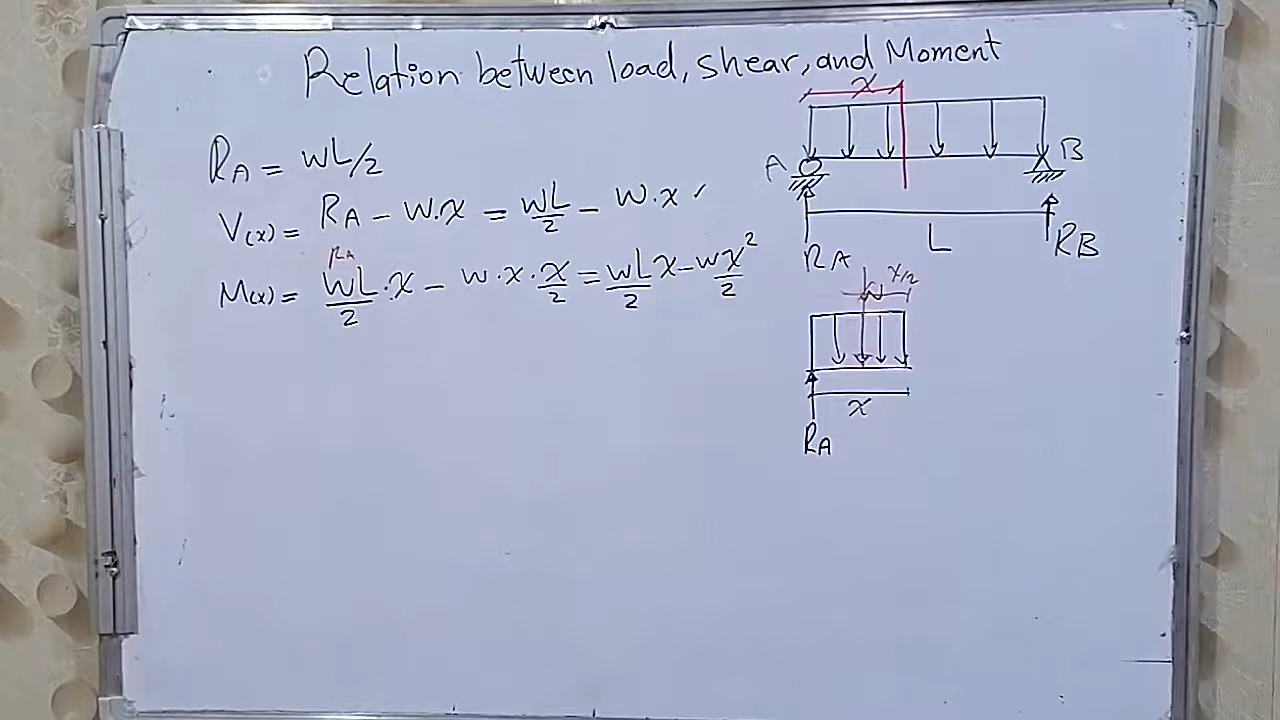 Relation between load, shear, and Moment
RA = WL/2
V(x) = RA - W.x = WL/2 - W.x
RA
M(x) = WL/2 . x - W.x.x/2 = WL/2 x - Wx²/2
x
A
B
L
RA
RB
x/2
x
RA